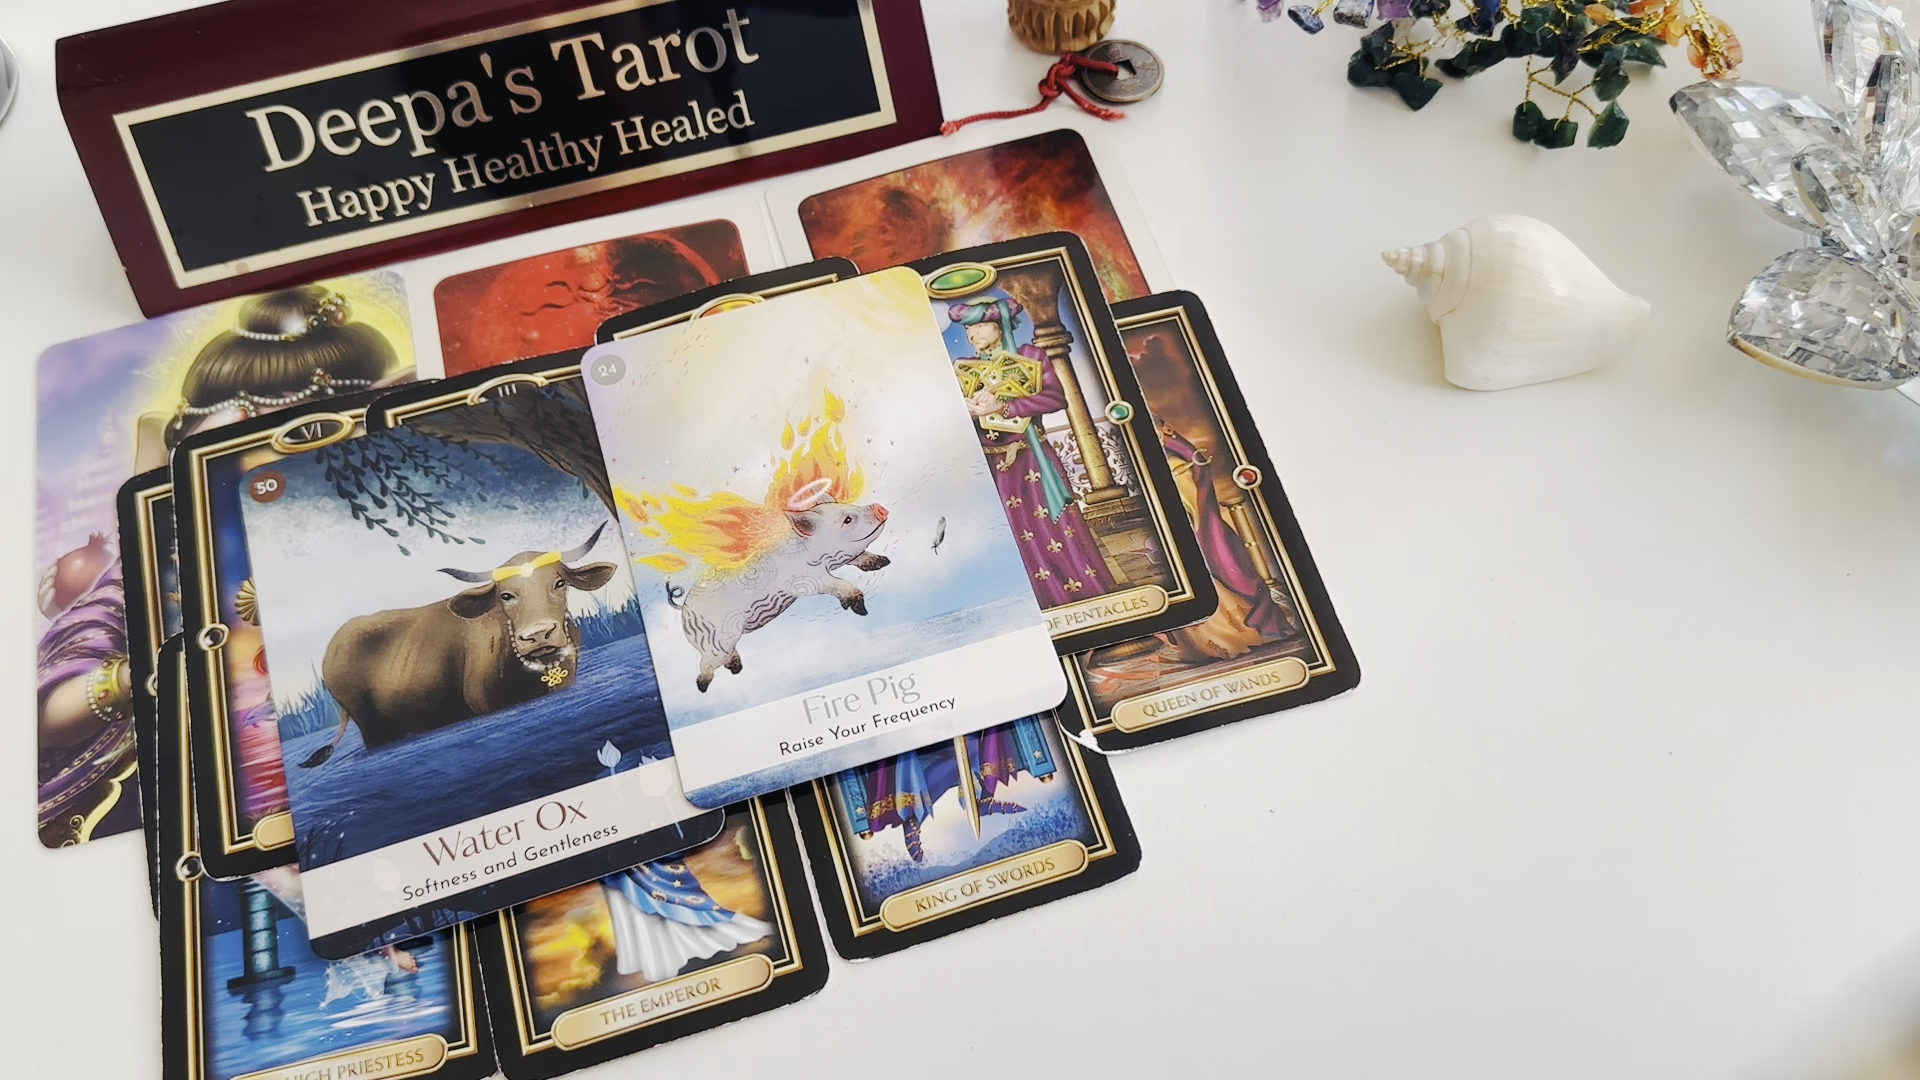 Deepa's Tarot
Happy Healthy Healed
VI
III
24
50
OF PENTACLES
QUEEN OF WANDS
Fire Pig
Raise Your Frequency
Water Ox
Softness and Gentleness
KING OF SWORDS
THE EMPEROR
HIGH PRIESTESS